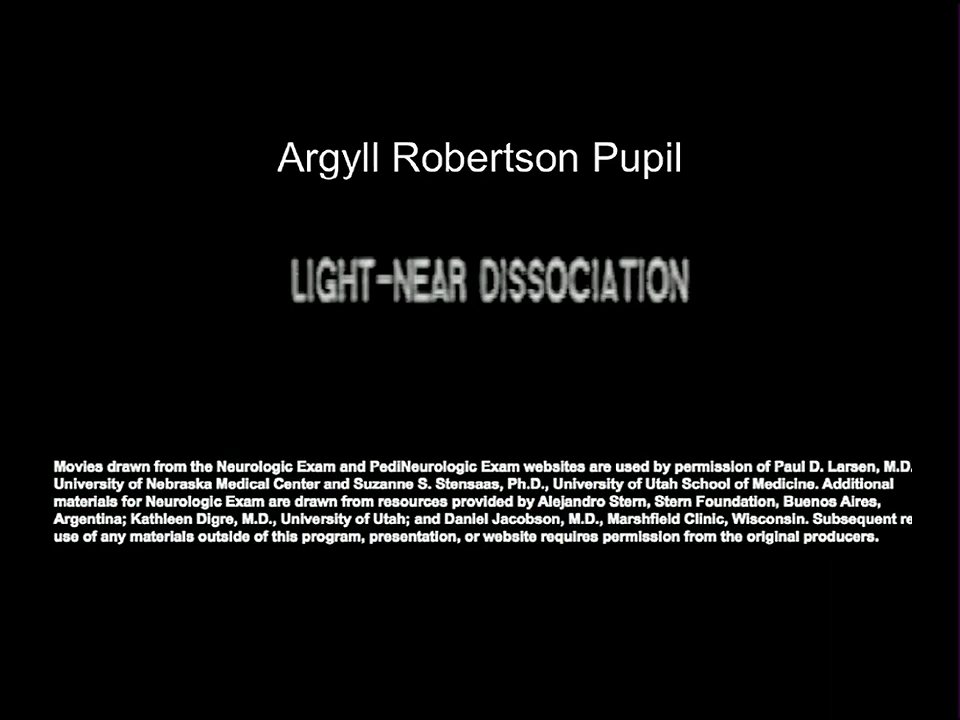 Argyll Robertson Pupil
LIGHT-NEAR DISSOCIATION
Movies drawn from the Neurologic Exam and PediNeurologic Exam websites are used by permission of Paul D. Larsen, M.D.
University of Nebraska Medical Center and Suzanne S. Stensaas, Ph.D., University of Utah School of Medicine. Additional
materials for Neurologic Exam are drawn from resources provided by Alejandro Stern, Stern Foundation, Buenos Aires,
Argentina; Kathleen Digre, M.D., University of Utah; and Daniel Jacobson, M.D., Marshfield Clinic, Wisconsin. Subsequent re
use of any materials outside of this program, presentation, or website requires permission from the original producers.